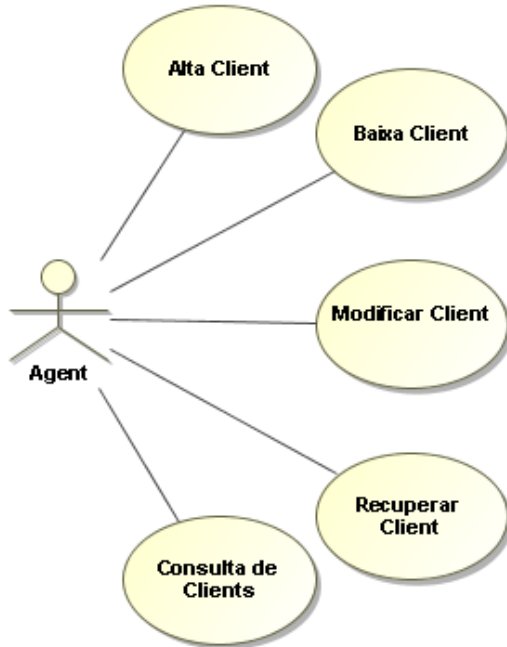 Alta Client
Baixa Client
Modificar Client
Agent
Recuperar
Client
Consulta de
Clients